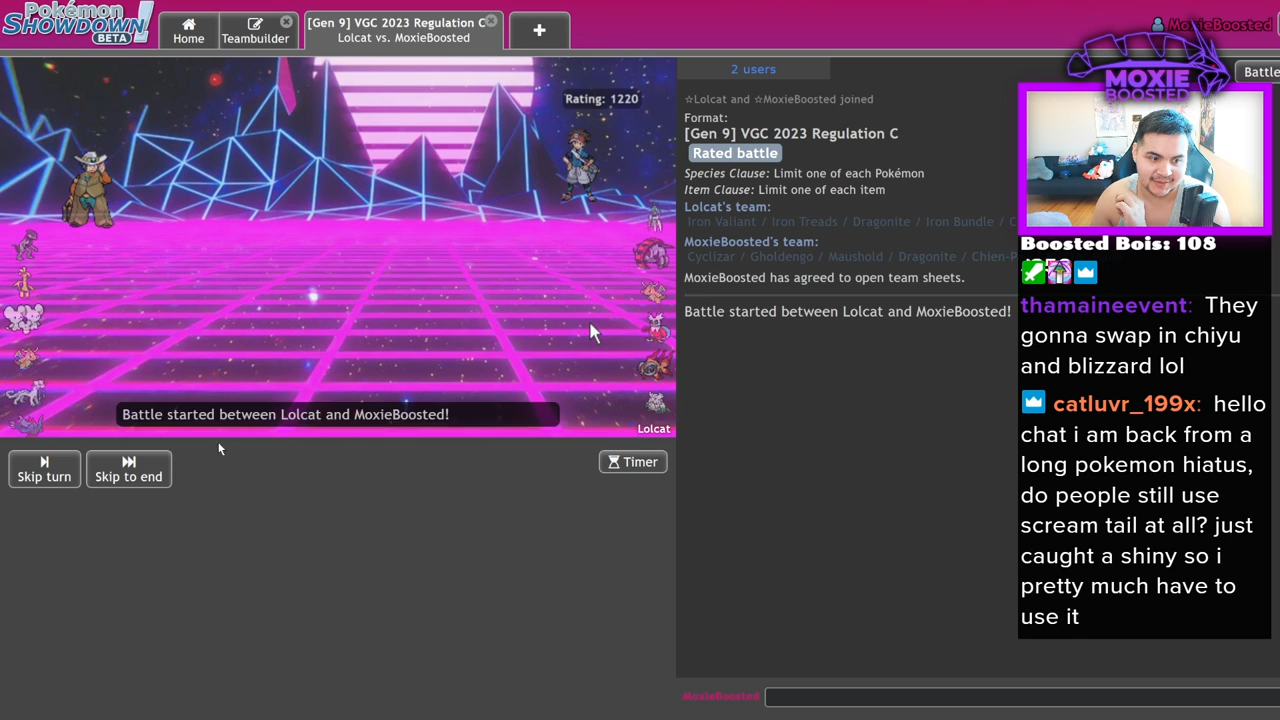 Pokémon
SHOWDOWN!
BETA
Home
Teambuilder
[Gen 9] VGC 2023 Regulation C
Lolcat vs. MoxieBoosted
+
MoxieBoosted
MOXIE
BOOSTED
Battle
2 users
Rating: 1220
☆Lolcat and ☆MoxieBoosted joined
Format:
[Gen 9] VGC 2023 Regulation C
Rated battle
Species Clause: Limit one of each Pokémon
Item Clause: Limit one of each item
Lolcat's team:
Iron Valiant / Iron Treads / Dragonite / Iron Bundle / C
MoxieBoosted's team:
Cyclizar / Gholdengo / Maushold / Dragonite / Chien-P
MoxieBoosted has agreed to open team sheets.
Battle started between Lolcat and MoxieBoosted!
Battle started between Lolcat and MoxieBoosted!
Lolcat
Skip turn
Skip to end
Timer
Boosted Bois: 108
thamaineevent: They
gonna swap in chiyu
and blizzard lol
catluvr_199x: hello
chat i am back from a
long pokemon hiatus,
do people still use
scream tail at all? just
caught a shiny so i
pretty much have to
use it
MoxieBoosted